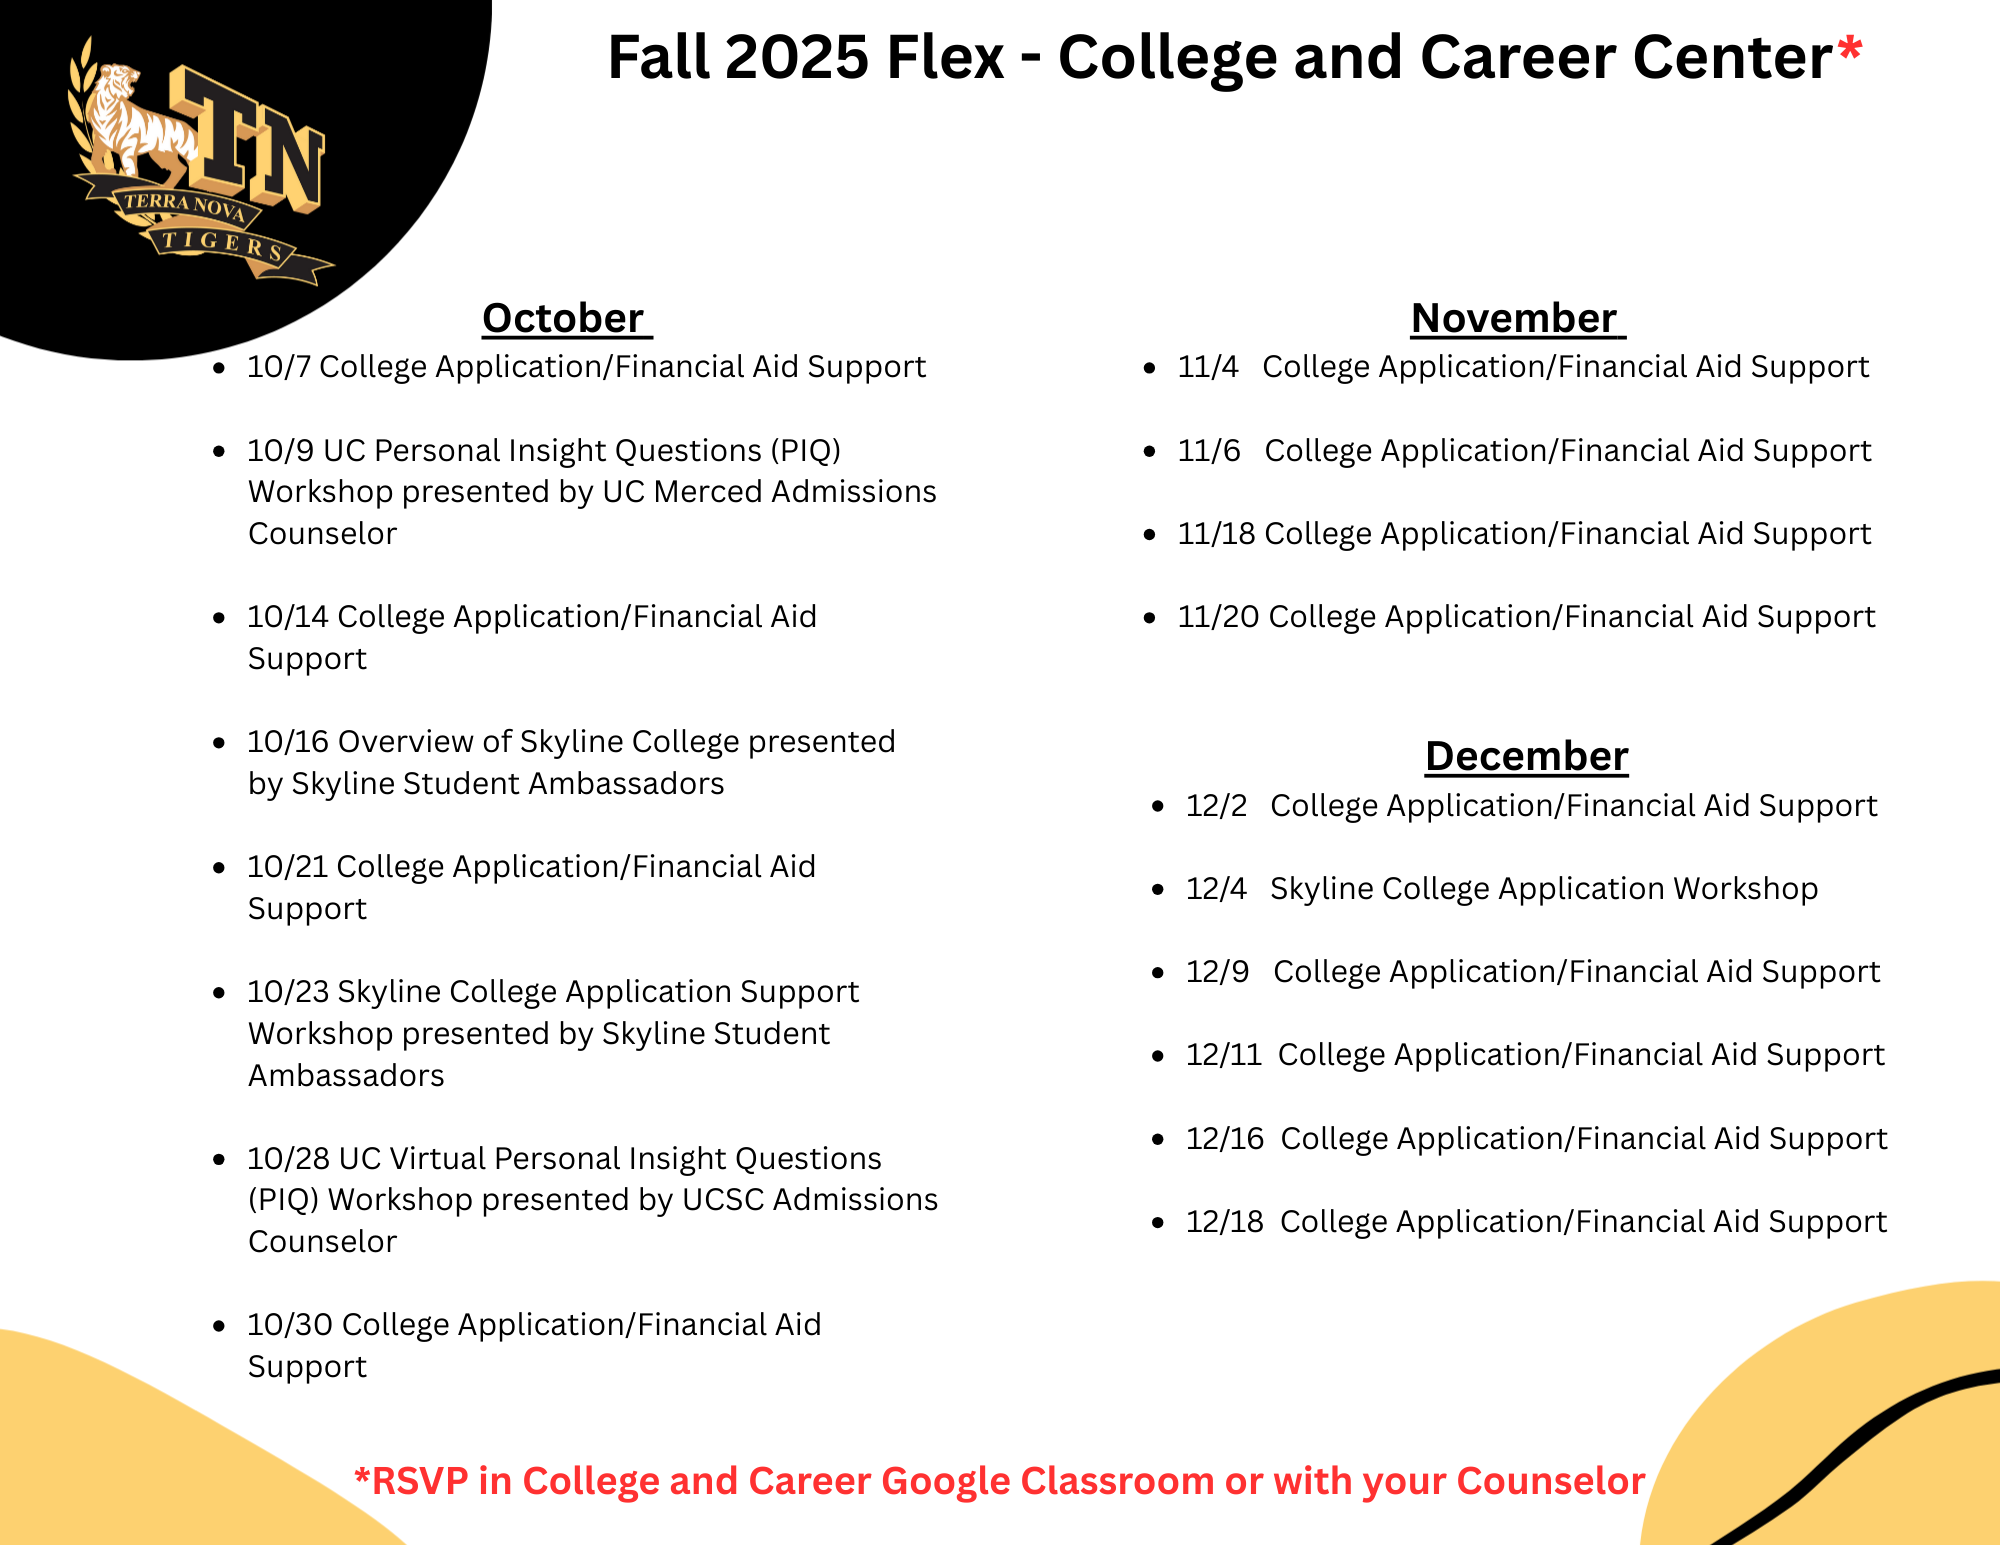 Fall 2025 Flex - College and Career Center*
TN
TERRA NOVA
TIGERS
October
• 10/7 College Application/Financial Aid Support
• 10/9 UC Personal Insight Questions (PIQ)
Workshop presented by UC Merced Admissions
Counselor
• 10/14 College Application/Financial Aid
Support
• 10/16 Overview of Skyline College presented
by Skyline Student Ambassadors
• 10/21 College Application/Financial Aid
Support
• 10/23 Skyline College Application Support
Workshop presented by Skyline Student
Ambassadors
• 10/28 UC Virtual Personal Insight Questions
(PIQ) Workshop presented by UCSC Admissions
Counselor
• 10/30 College Application/Financial Aid
Support
November
• 11/4 College Application/Financial Aid Support
• 11/6 College Application/Financial Aid Support
• 11/18 College Application/Financial Aid Support
• 11/20 College Application/Financial Aid Support
December
• 12/2 College Application/Financial Aid Support
• 12/4 Skyline College Application Workshop
• 12/9 College Application/Financial Aid Support
• 12/11 College Application/Financial Aid Support
• 12/16 College Application/Financial Aid Support
• 12/18 College Application/Financial Aid Support
*RSVP in College and Career Google Classroom or with your Counselor